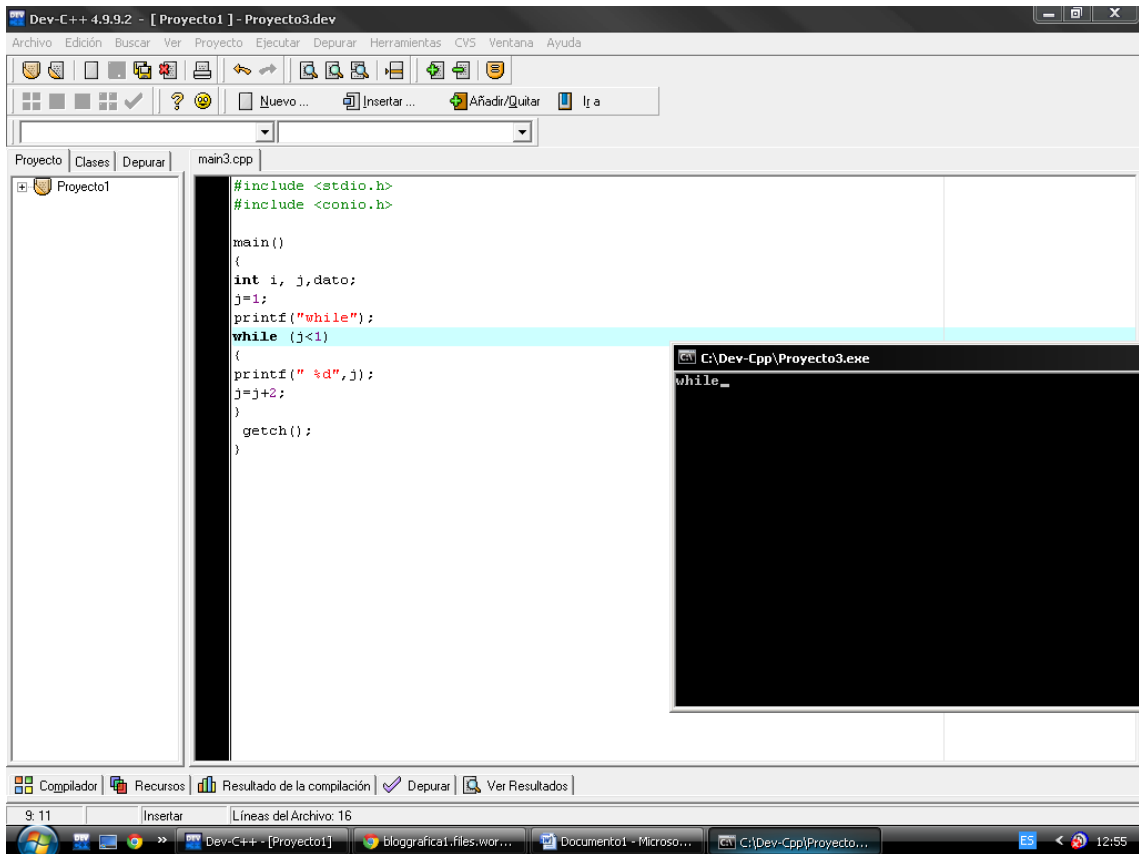 Dev-C++ 4.9.9.2 - [ Proyecto1 ] - Proyecto3.dev
Archivo Edición Buscar Ver Proyecto Ejecutar Depurar Herramientas CVS Ventana Ayuda
Nuevo ... Insertar ... Añadir/Quitar Ir a
Proyecto Clases Depurar
Proyecto1
main3.cpp
#include <stdio.h>
#include <conio.h>
main()
{
int i, j,dato;
j=1;
printf("while");
while (j<1)
{
printf(" %d",j);
j=j+2;
}
getch();
}
C:\Dev-Cpp\Proyecto3.exe
while_
Compilador Recursos Resultado de la compilación Depurar Ver Resultados
9: 11 Insertar Líneas del Archivo: 16
Dev-C++ - [Proyecto1] bloggrafica1.files.wor... Documento1 - Microso... C:\Dev-Cpp\Proyecto... ES 12:55